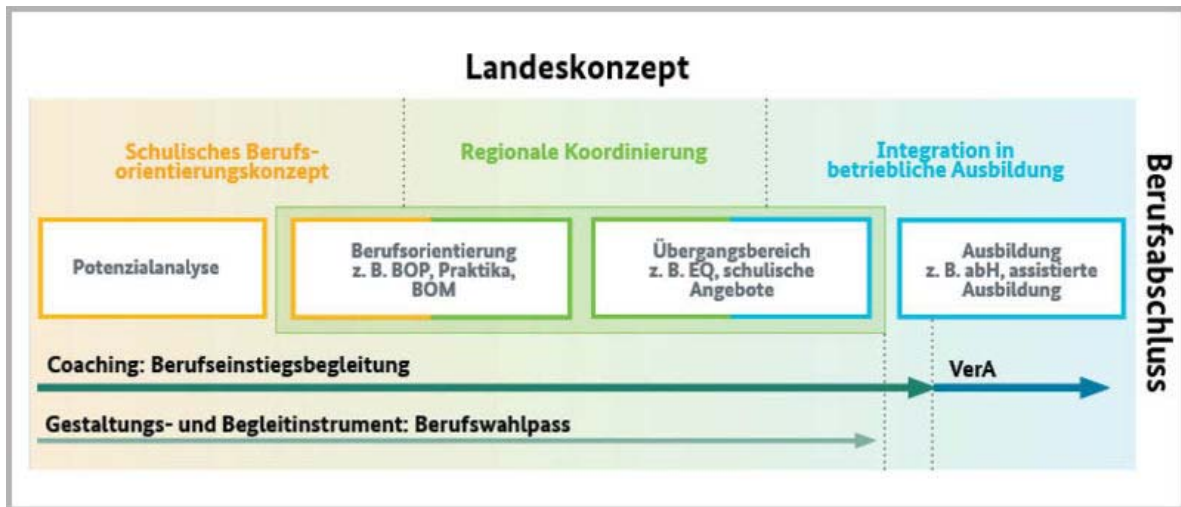 Landeskonzept
Schulisches Berufs-
orientierungskonzept
Regionale Koordinierung
Integration in
betriebliche Ausbildung
Potenzialanalyse
Berufsorientierung
z. B. BOP, Praktika,
BOM
Übergangsbereich
z. B. EQ, schulische
Angebote
Ausbildung
z. B. abH, assistierte
Ausbildung
Coaching: Berufseinstiegsbegleitung
VerA
Gestaltungs- und Begleitinstrument: Berufswahlpass
Berufsabschluss